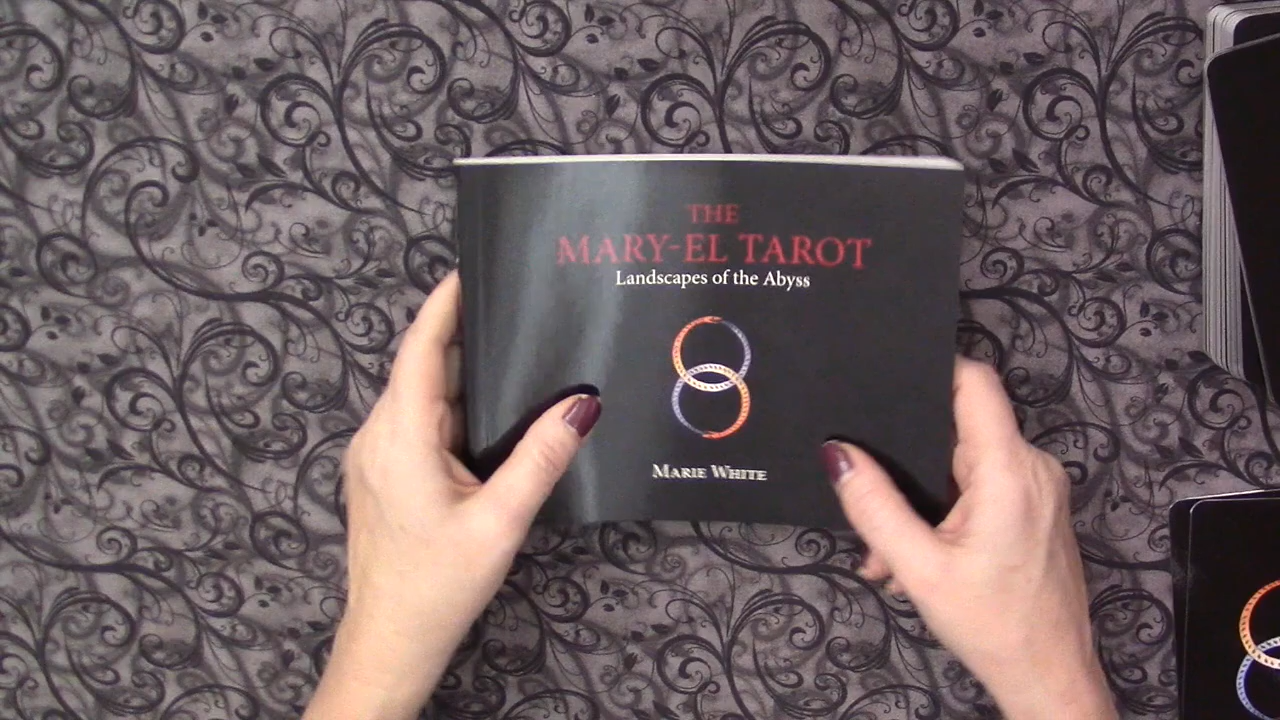 THE
MARY-EL TAROT
Landscapes of the Abyss
MARIE WHITE